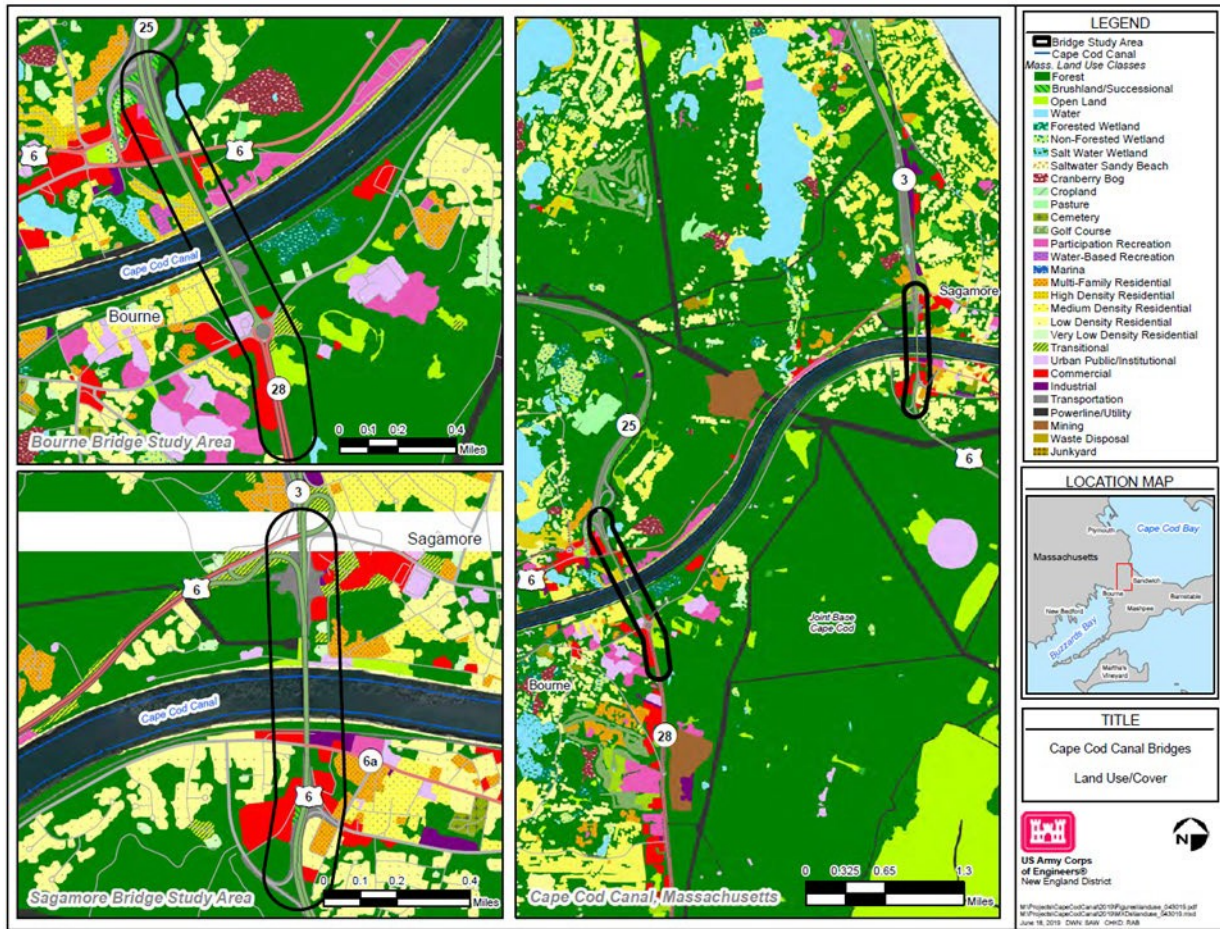 25
6
6
Cape Cod Canal
Bourne
28
Bourne Bridge Study Area
0 0.1 0.2 0.4
Miles
3
Sagamore
6
Cape Cod Canal
6a
6
Sagamore Bridge Study Area
0 0.1 0.2 0.4
Miles
3
Sagamore
25
6
6
Joint Base
Cape Cod
Bourne
28
Cape Cod Canal, Massachusetts
0 0.325 0.65 1.3
Miles
LEGEND
Bridge Study Area
Cape Cod Canal
Mass. Land Use Classes
Forest
Brushland/Successional
Open Land
Water
Forested Wetland
Non-Forested Wetland
Salt Water Wetland
Saltwater Sandy Beach
Cranberry Bog
Cropland
Pasture
Cemetery
Golf Course
Participation Recreation
Water-Based Recreation
Marina
Multi-Family Residential
High Density Residential
Medium Density Residential
Low Density Residential
Very Low Density Residential
Transitional
Urban Public/Institutional
Commercial
Industrial
Transportation
Powerline/Utility
Mining
Waste Disposal
Junkyard
LOCATION MAP
Plymouth
Cape Cod Bay
Massachusetts
Sandwich
Bourne
Barnstable
New Bedford
Mashpee
Buzzards Bay
Martha's
Vineyard
TITLE
Cape Cod Canal Bridges
Land Use/Cover
N
US Army Corps
of Engineers®
New England District
June 18, 2019 DWN: SAW CHKD: RAB